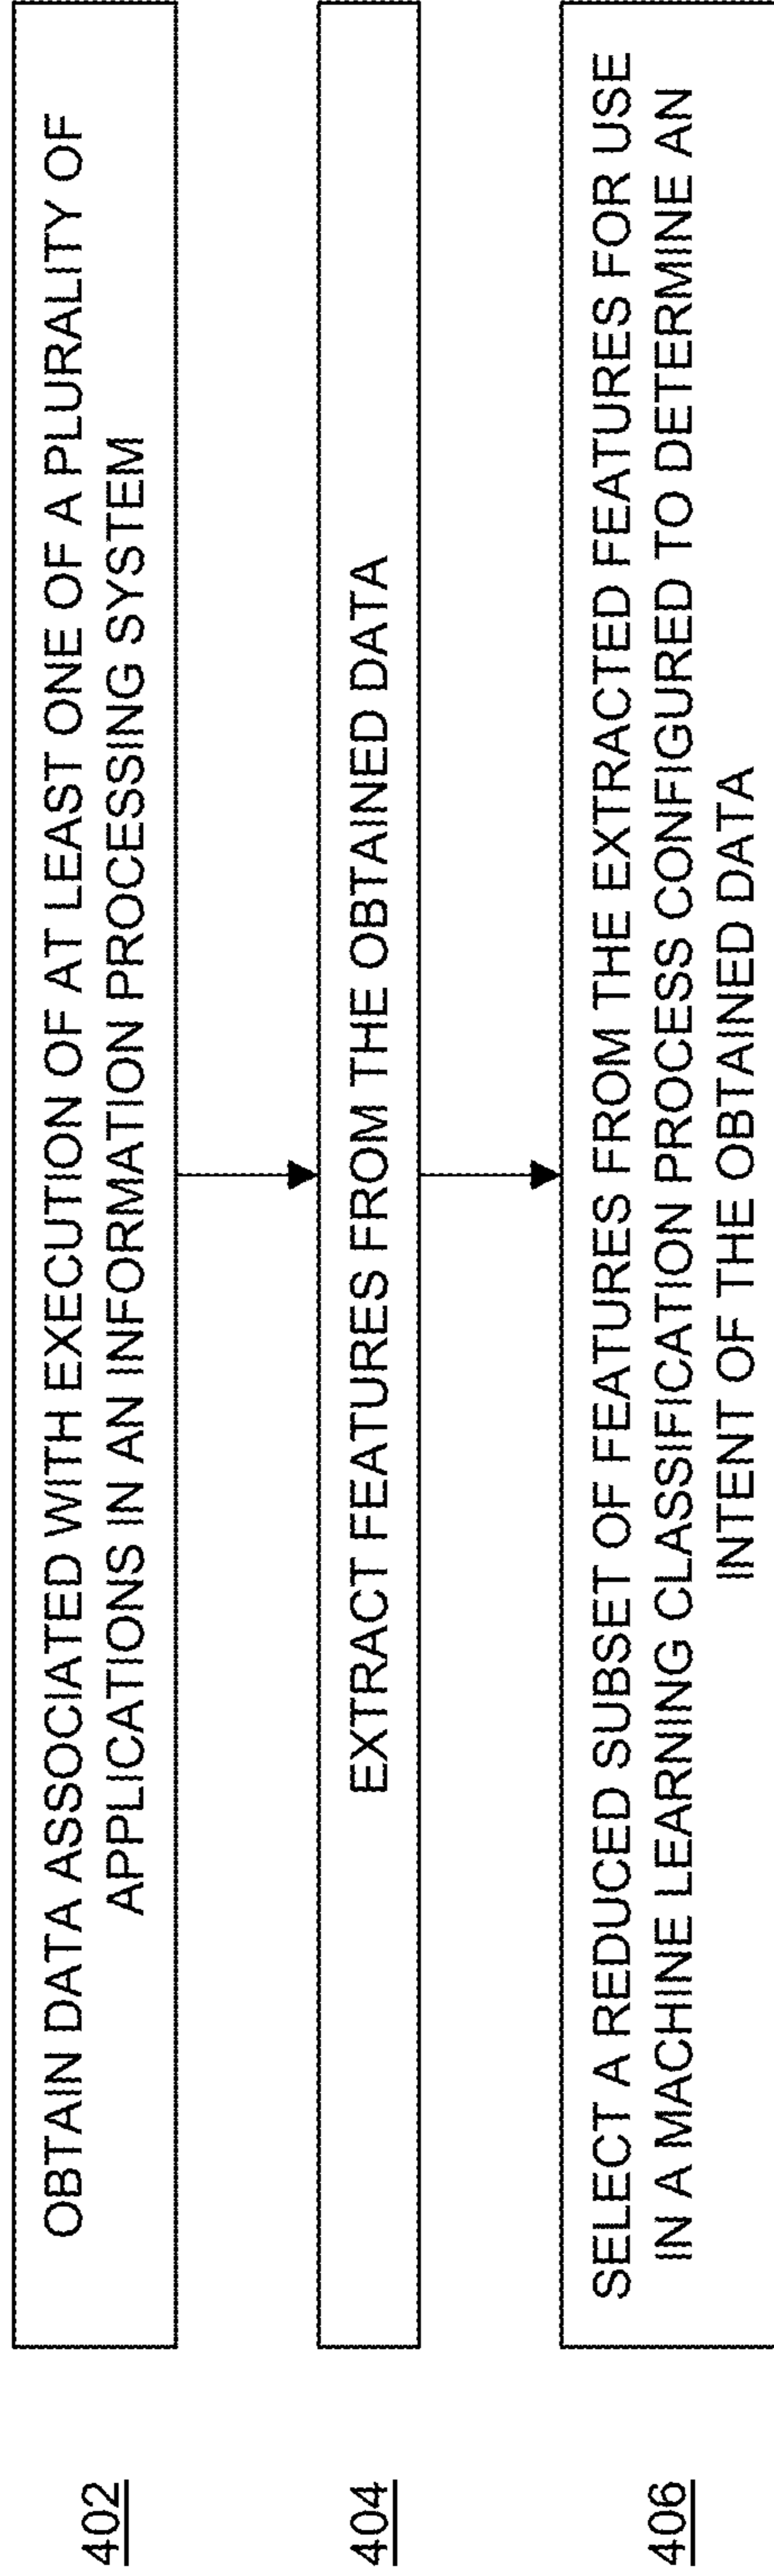 402
OBTAIN DATA ASSOCIATED WITH EXECUTION OF AT LEAST ONE OF A PLURALITY OF
APPLICATIONS IN AN INFORMATION PROCESSING SYSTEM
404
EXTRACT FEATURES FROM THE OBTAINED DATA
406
SELECT A REDUCED SUBSET OF FEATURES FROM THE EXTRACTED FEATURES FOR USE
IN A MACHINE LEARNING CLASSIFICATION PROCESS CONFIGURED TO DETERMINE AN
INTENT OF THE OBTAINED DATA